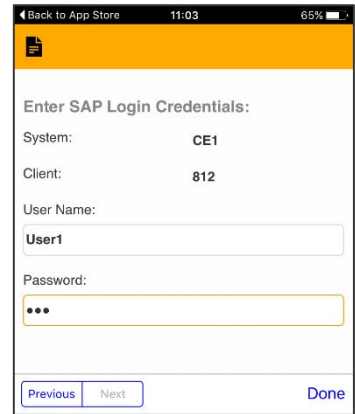 Back to App Store 11:03 65%
Enter SAP Login Credentials:
System: CE1
Client: 812
User Name:
User1
Password:
•••
Previous Next Done